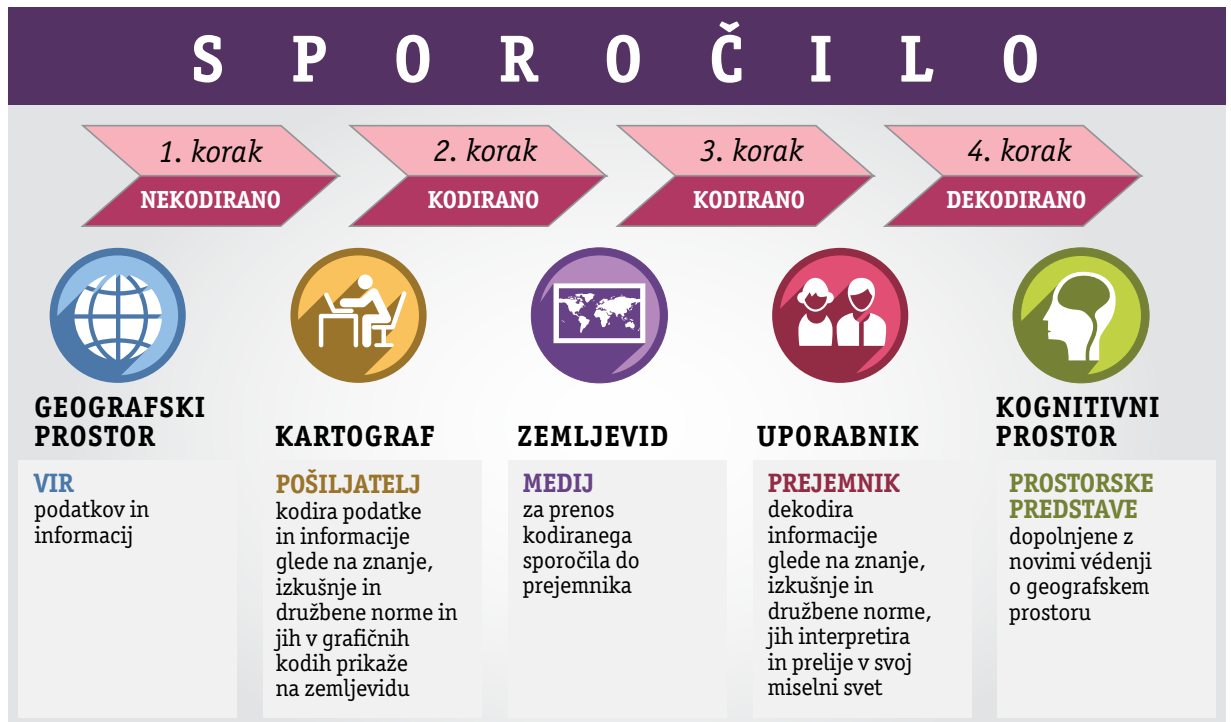 SPOROČILO
1. korak
NEKODIRANO
2. korak
KODIRANO
3. korak
KODIRANO
4. korak
DEKODIRANO
GEOGRAFSKI
PROSTOR
VIR
podatkov in
informacij
KARTOGRAF
POŠILJATELJ
kodira podatke
in informacije
glede na znanje,
izkušnje in
družbene norme in
jih v grafičnih
kodih prikaže
na zemljevidu
ZEMLJEVID
MEDIJ
za prenos
kodiranega
sporočila do
prejemnika
UPORABNIK
PREJEMNIK
dekodira
informacije
glede na znanje,
izkušnje in
družbene norme,
jih interpretira
in prelije v svoj
miselni svet
KOGNITIVNI
PROSTOR
PROSTORSKE
PREDSTAVE
dopolnjene z
novimi védenji
o geografskem
prostoru